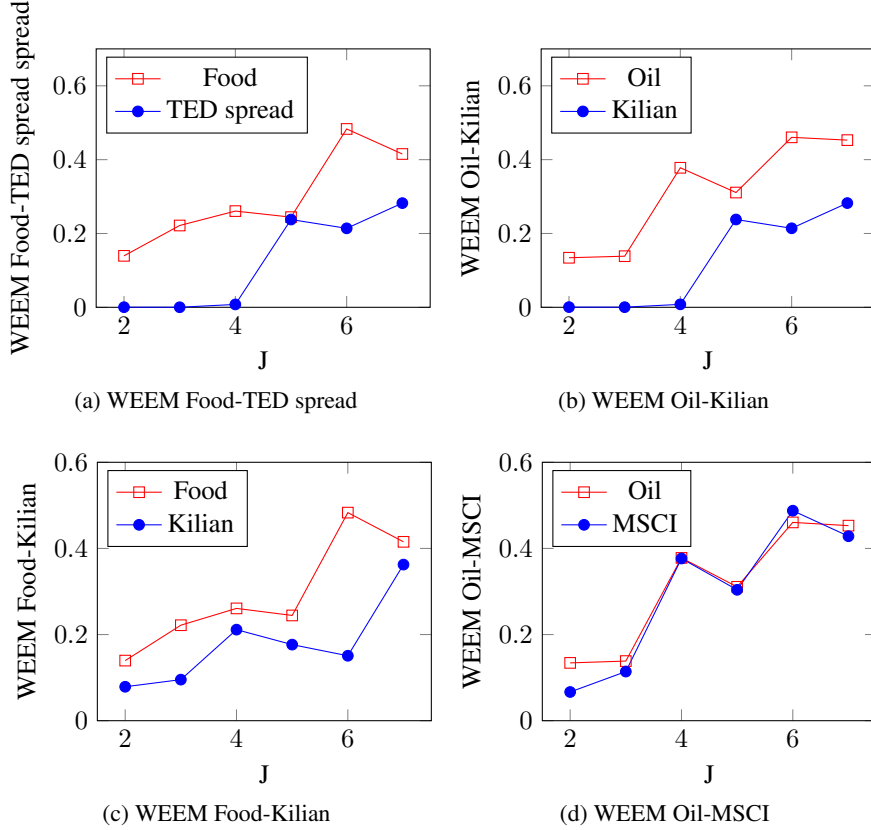 WEEM Food-TED spread spread
0.6
0.4
0.2
0
2
4
6
J
Food
TED spread
(a) WEEM Food-TED spread
WEEM Oil-Kilian
0.6
0.4
0.2
0
2
4
6
J
Oil
Kilian
(b) WEEM Oil-Kilian
WEEM Food-Kilian
0.6
0.4
0.2
0
2
4
6
J
Food
Kilian
(c) WEEM Food-Kilian
WEEM Oil-MSCI
0.6
0.4
0.2
0
2
4
6
J
Oil
MSCI
(d) WEEM Oil-MSCI